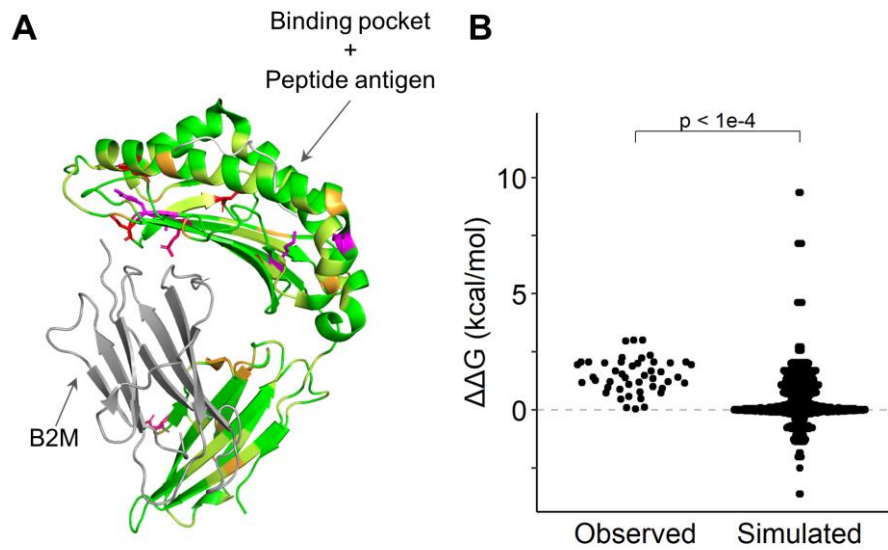 A
Binding pocket
+
Peptide antigen
B2M
B
p < 1e-4
ΔΔG (kcal/mol)
10
5
0
Observed
Simulated